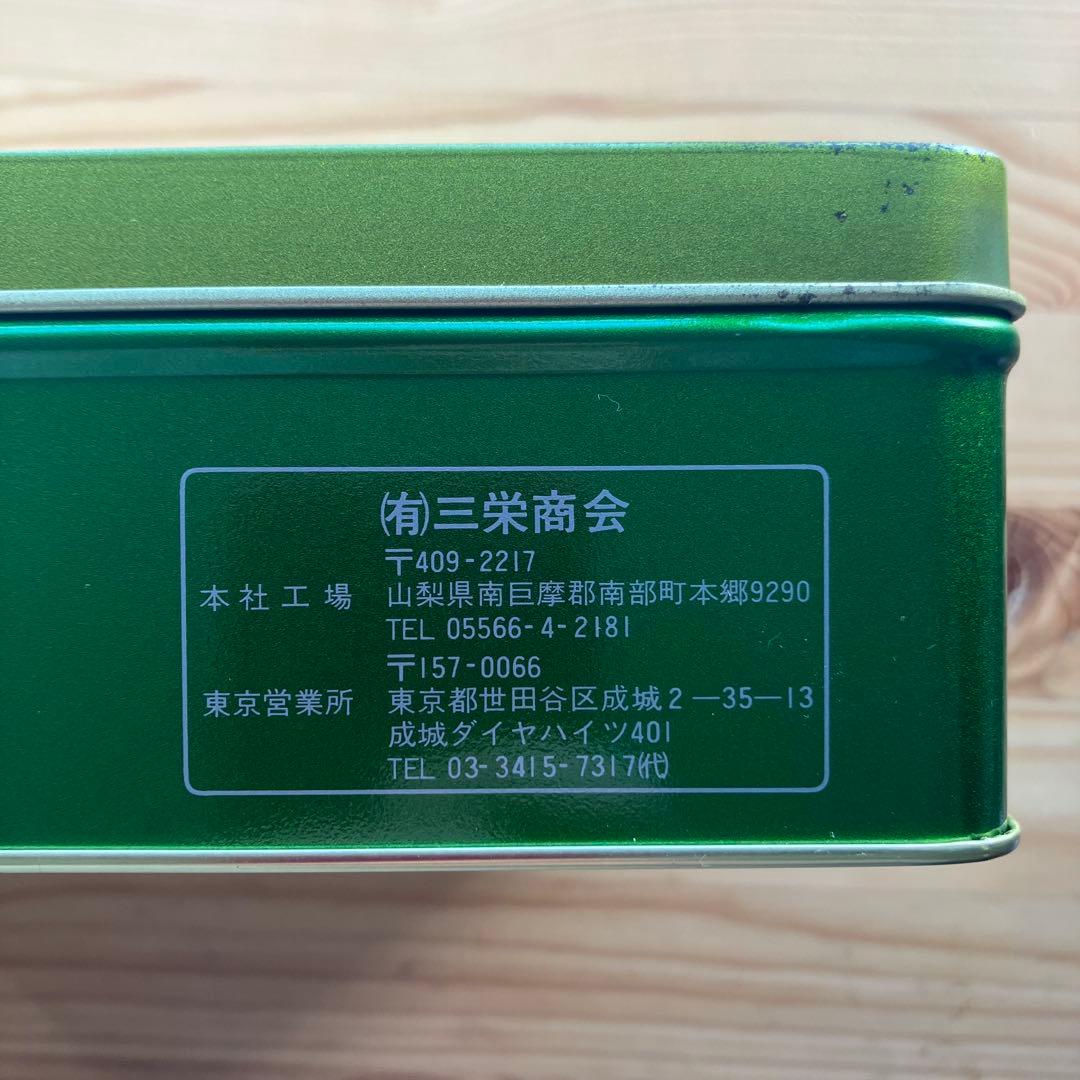 ㈲三栄商会
〒409-2217
本社工場 山梨県南巨摩郡南部町本郷9290
TEL 05566-4-2181
〒157-0066
東京営業所 東京都世田谷区成城2-35-13
成城ダイヤハイツ401
TEL 03-3415-7317㈹